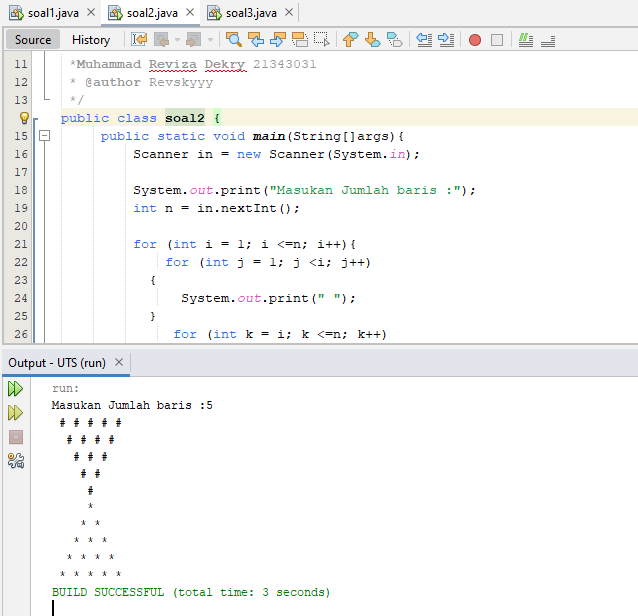 soal1.java soal2.java soal3.java
Source History
11 *Muhammad Reviza Dekry 21343031
12 * @author Revskyyy
13 */
public class soal2 {
15 public static void main(String[]args){
16 Scanner in = new Scanner(System.in);
17
18 System.out.print("Masukan Jumlah baris :");
19 int n = in.nextInt();
20
21 for (int i = 1; i <=n; i++){
22 for (int j = 1; j <i; j++)
23 {
24 System.out.print(" ");
25 }
26 for (int k = i; k <=n; k++)
Output - UTS (run)
run:
Masukan Jumlah baris :5
# # # # #
# # # #
# # #
# #
#
*
* *
* * *
* * * *
* * * * *
BUILD SUCCESSFUL (total time: 3 seconds)